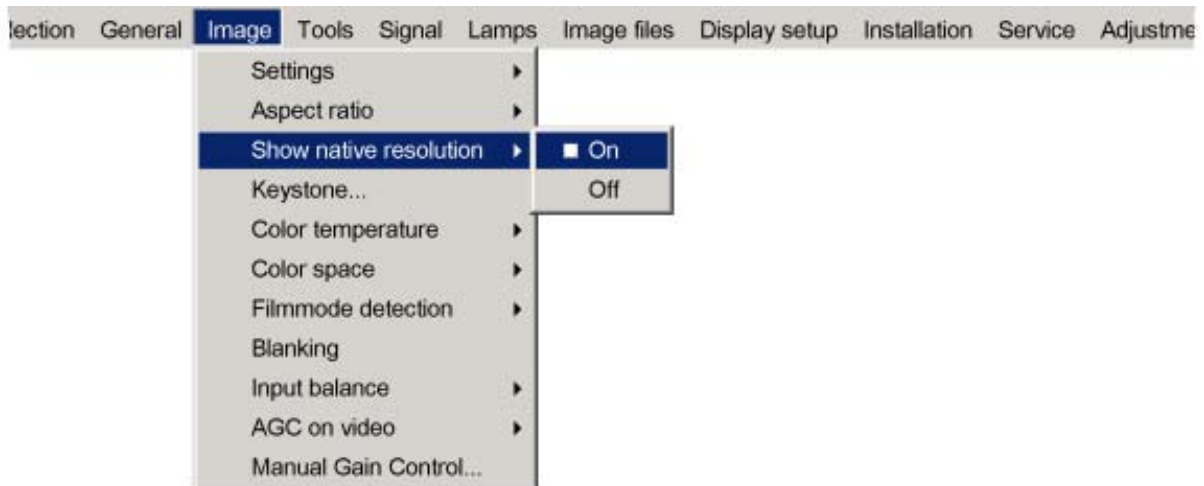 lection General Image Tools Signal Lamps Image files Display setup Installation Service Adjustme
Settings
Aspect ratio
Show native resolution
On
Off
Keystone...
Color temperature
Color space
Filmmode detection
Blanking
Input balance
AGC on video
Manual Gain Control...